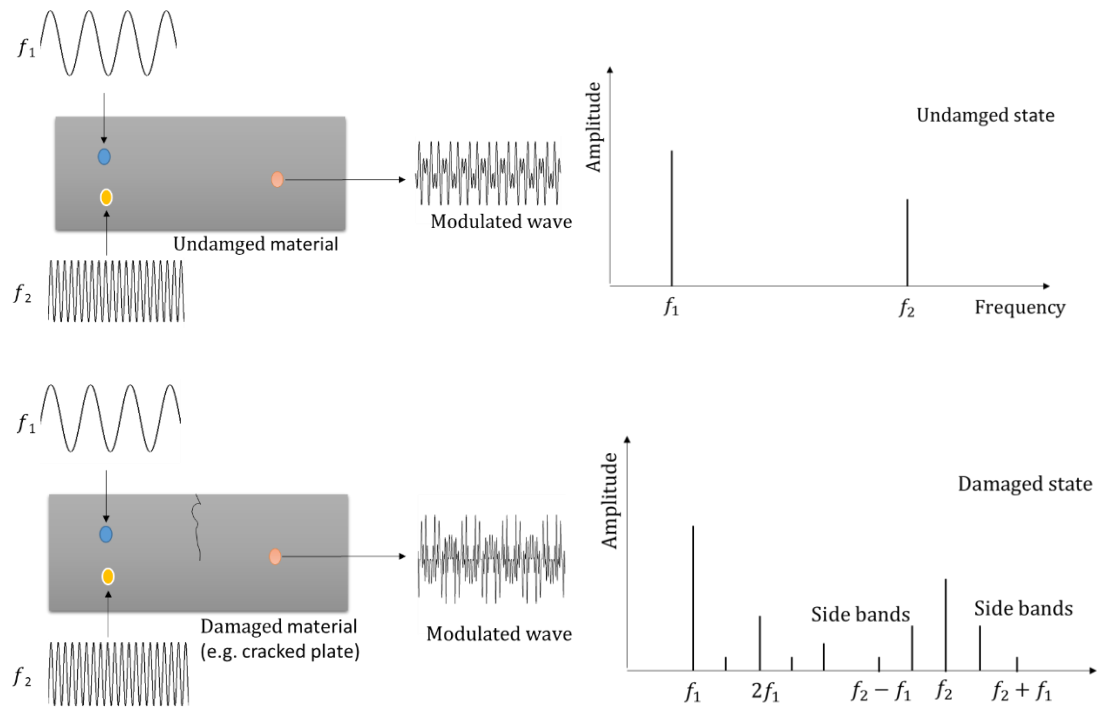 f₁
Undamged material
f₂
Modulated wave
Amplitude
Undamged state
f₁
f₂
Frequency
f₁
Damaged material
(e.g. cracked plate)
f₂
Modulated wave
Amplitude
Damaged state
Side bands
Side bands
f₁
2f₁
f₂ − f₁
f₂
f₂ + f₁